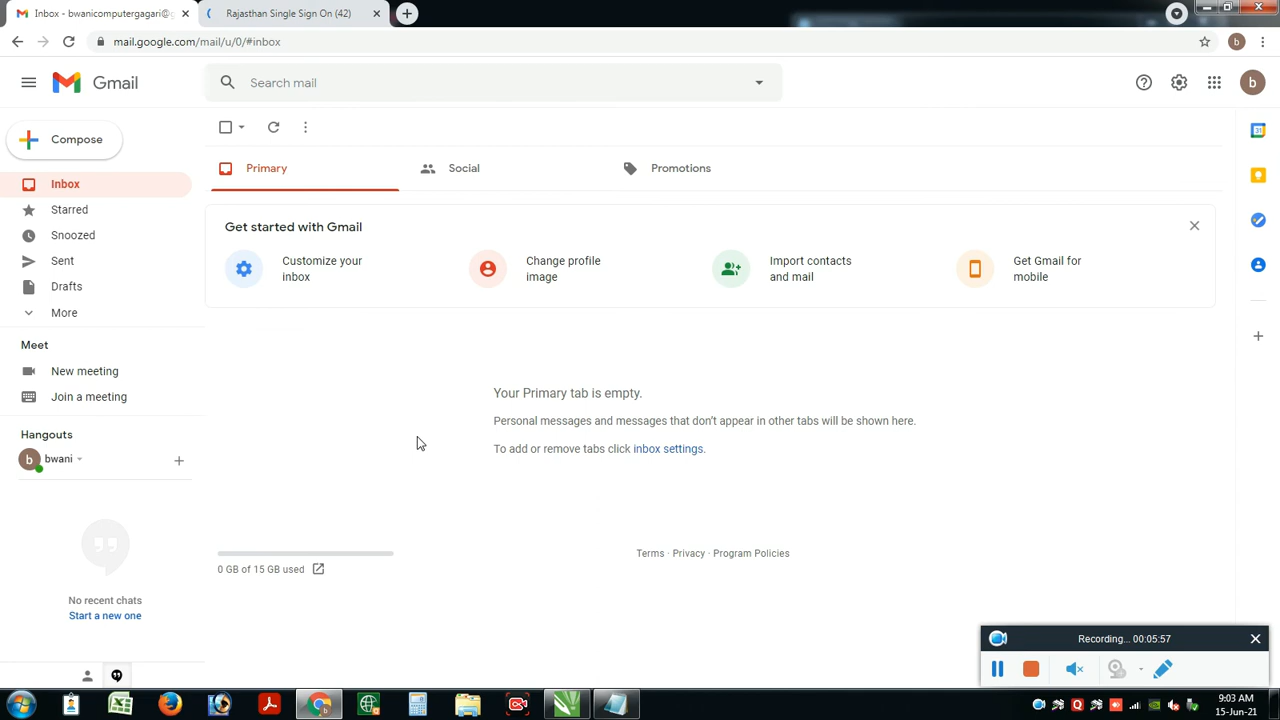 Inbox - bwanicomputergagari@g
Rajasthan Single Sign On (42)
mail.google.com/mail/u/0/#inbox
b
Gmail
Search mail
b
Compose
Primary
Social
Promotions
Inbox
Starred
Snoozed
Sent
Drafts
More
Get started with Gmail
Customize your
inbox
Change profile
image
Import contacts
and mail
Get Gmail for
mobile
Meet
New meeting
Join a meeting
Your Primary tab is empty.
Personal messages and messages that don't appear in other tabs will be shown here.
To add or remove tabs click inbox settings.
Hangouts
b bwani
No recent chats
Start a new one
0 GB of 15 GB used
Terms · Privacy · Program Policies
Recording... 00:05:57
9:03 AM
15-Jun-21